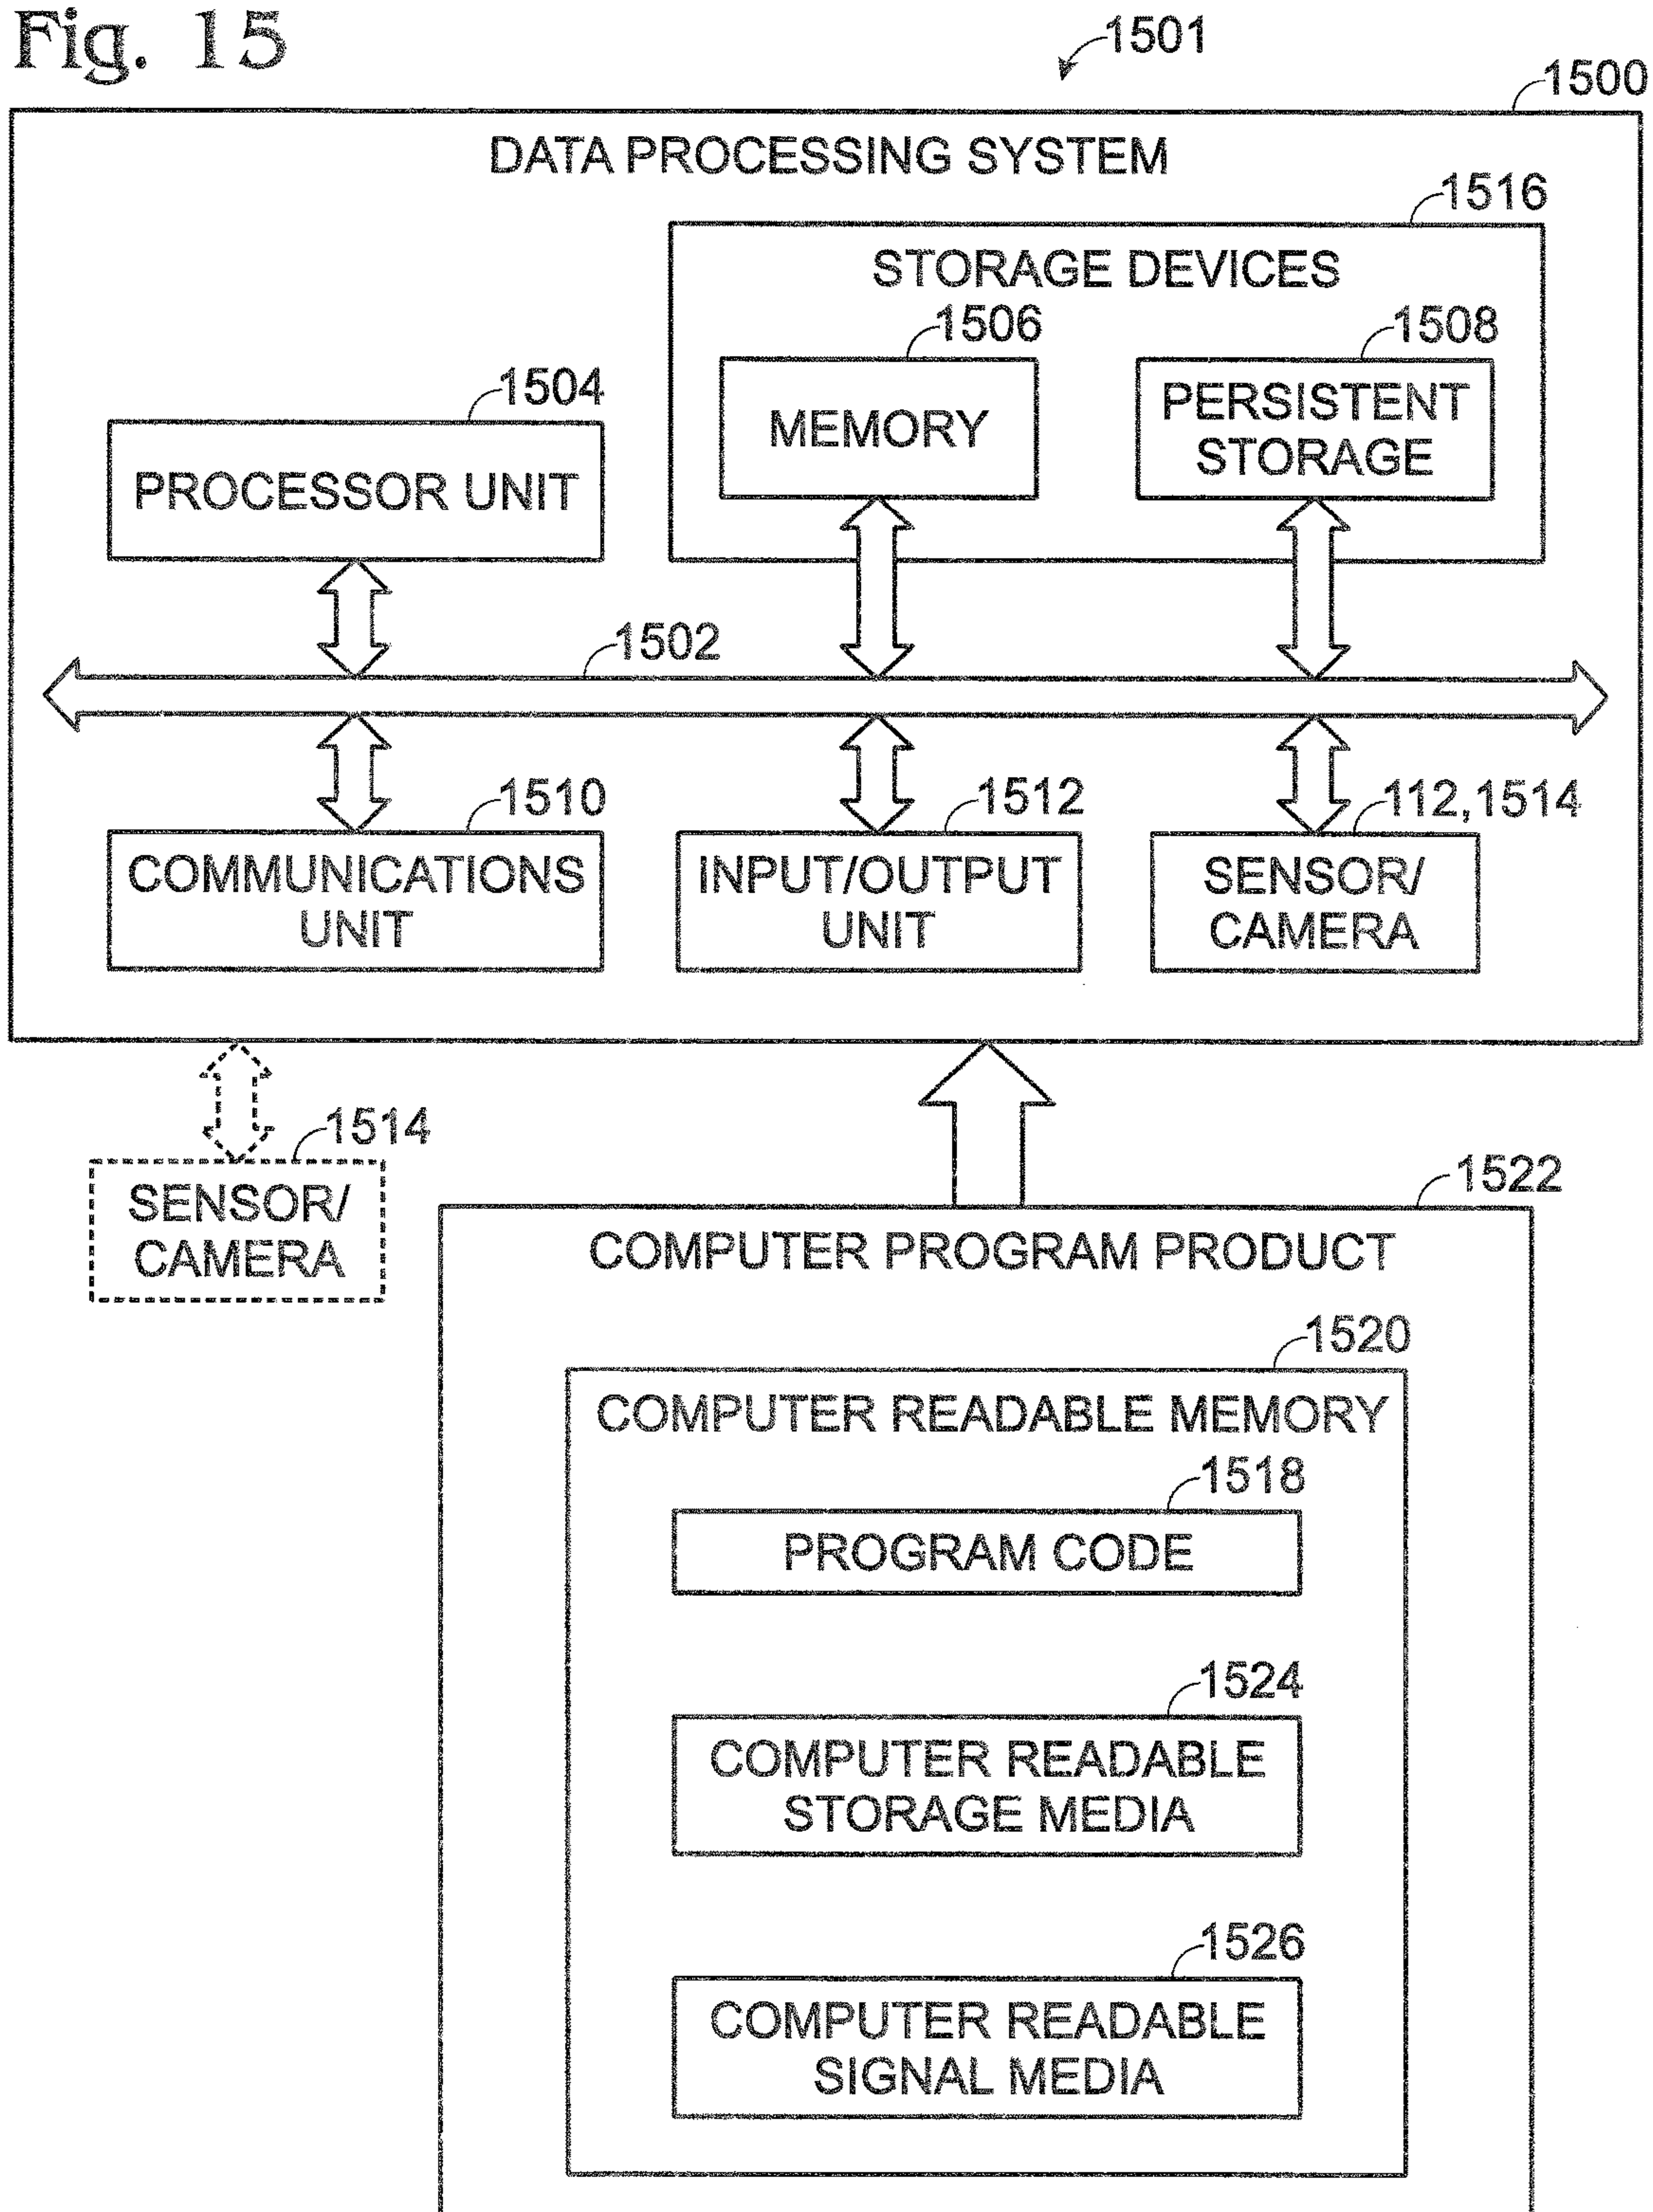 Fig. 15
1501
1500
DATA PROCESSING SYSTEM
1516
STORAGE DEVICES
1506
MEMORY
1508
PERSISTENT
STORAGE
1504
PROCESSOR UNIT
1502
1510
COMMUNICATIONS
UNIT
1512
INPUT/OUTPUT
UNIT
112,1514
SENSOR/
CAMERA
1514
SENSOR/
CAMERA
1522
COMPUTER PROGRAM PRODUCT
1520
COMPUTER READABLE MEMORY
1518
PROGRAM CODE
1524
COMPUTER READABLE
STORAGE MEDIA
1526
COMPUTER READABLE
SIGNAL MEDIA